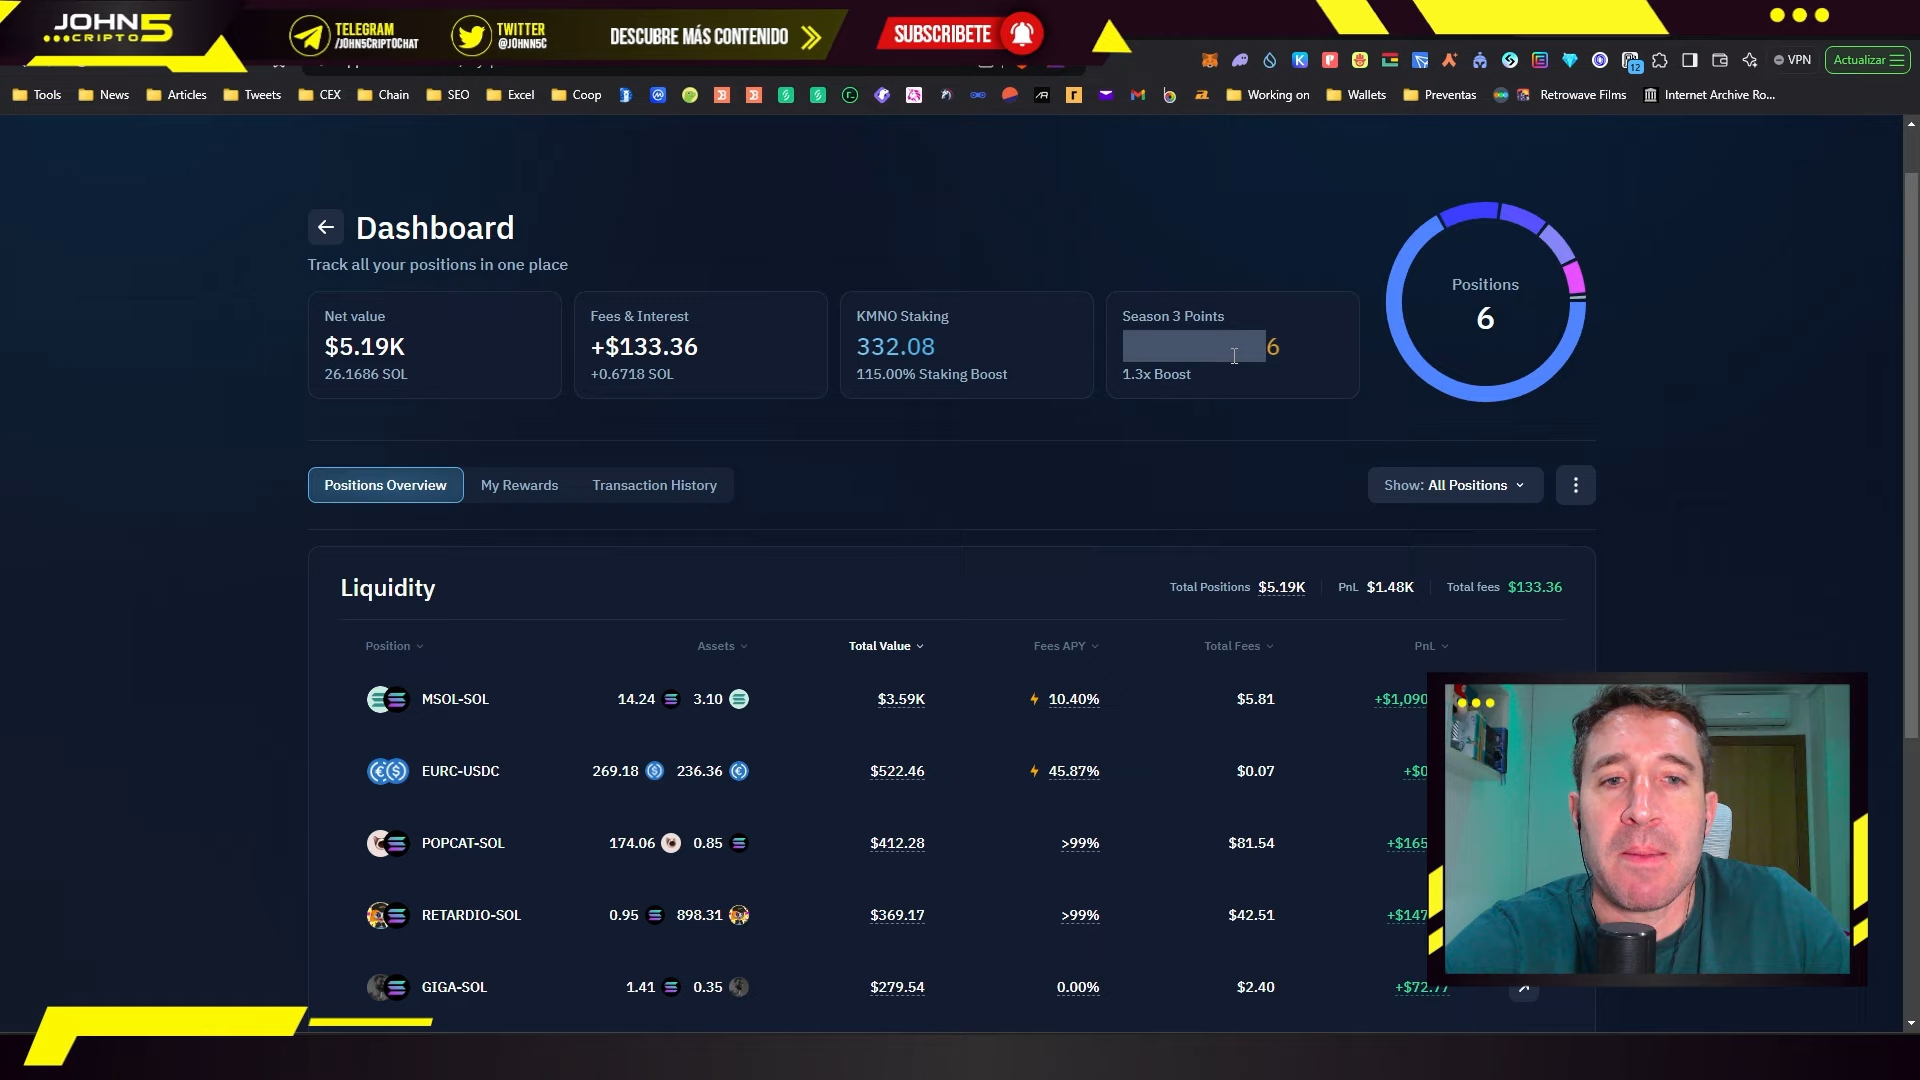 JOHN5
CRIPTO
TELEGRAM
/JOHN5CRIPTOCHAT
TWITTER
@JOHNN5C
DESCUBRE MÁS CONTENIDO
SUBSCRIBETE
12
VPN
Actualizar
Tools
News
Articles
Tweets
CEX
Chain
SEO
Excel
Coop
Working on
Wallets
Preventas
Retrowave Films
Internet Archive Ro...
Dashboard
Track all your positions in one place
Net value
$5.19K
26.1686 SOL
Fees & Interest
+$133.36
+0.6718 SOL
KMNO Staking
332.08
115.00% Staking Boost
Season 3 Points
6
1.3x Boost
Positions
6
Positions Overview
My Rewards
Transaction History
Show: All Positions
Liquidity
Total Positions $5.19K
PnL $1.48K
Total fees $133.36
Position Assets Total Value Fees APY Total Fees PnL
MSOL-SOL 14.24 3.10 $3.59K 10.40% $5.81 +$1,090
EURC-USDC 269.18 236.36 $522.46 45.87% $0.07 +$0
POPCAT-SOL 174.06 0.85 $412.28 >99% $81.54 +$165
RETARDIO-SOL 0.95 898.31 $369.17 >99% $42.51 +$147
GIGA-SOL 1.41 0.35 $279.54 0.00% $2.40 +$72.77